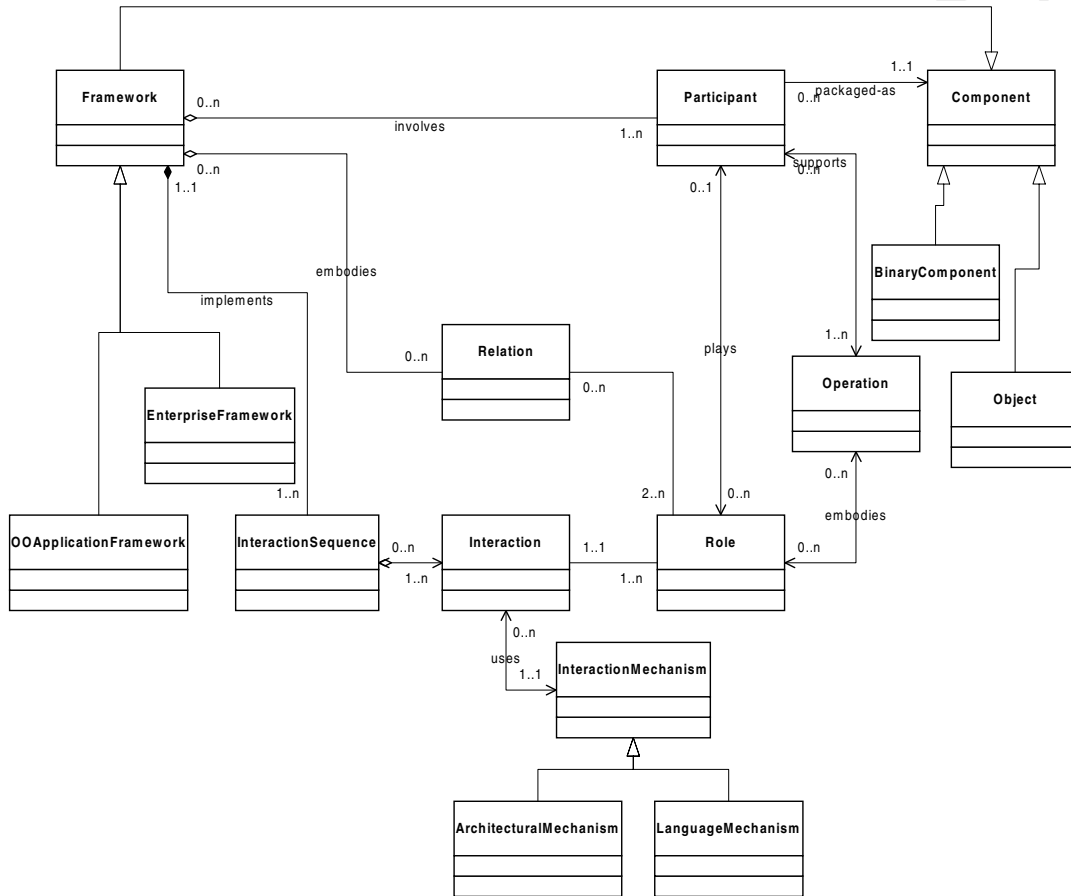 1..1
Framework
0..n
Participant
0..n
packaged-as
Component
involves
1..n
0..n
supports
0..n
1..1
0..1
BinaryComponent
embodies
implements
1..n
plays
Relation
0..n
0..n
Operation
Object
EnterpriseFramework
0..n
1..n
2..n
0..n
embodies
OOApplicationFramework
InteractionSequence
0..n
Interaction
1..1
Role
0..n
1..n
1..n
0..n
uses
1..1
InteractionMechanism
ArchitecturalMechanism
LanguageMechanism